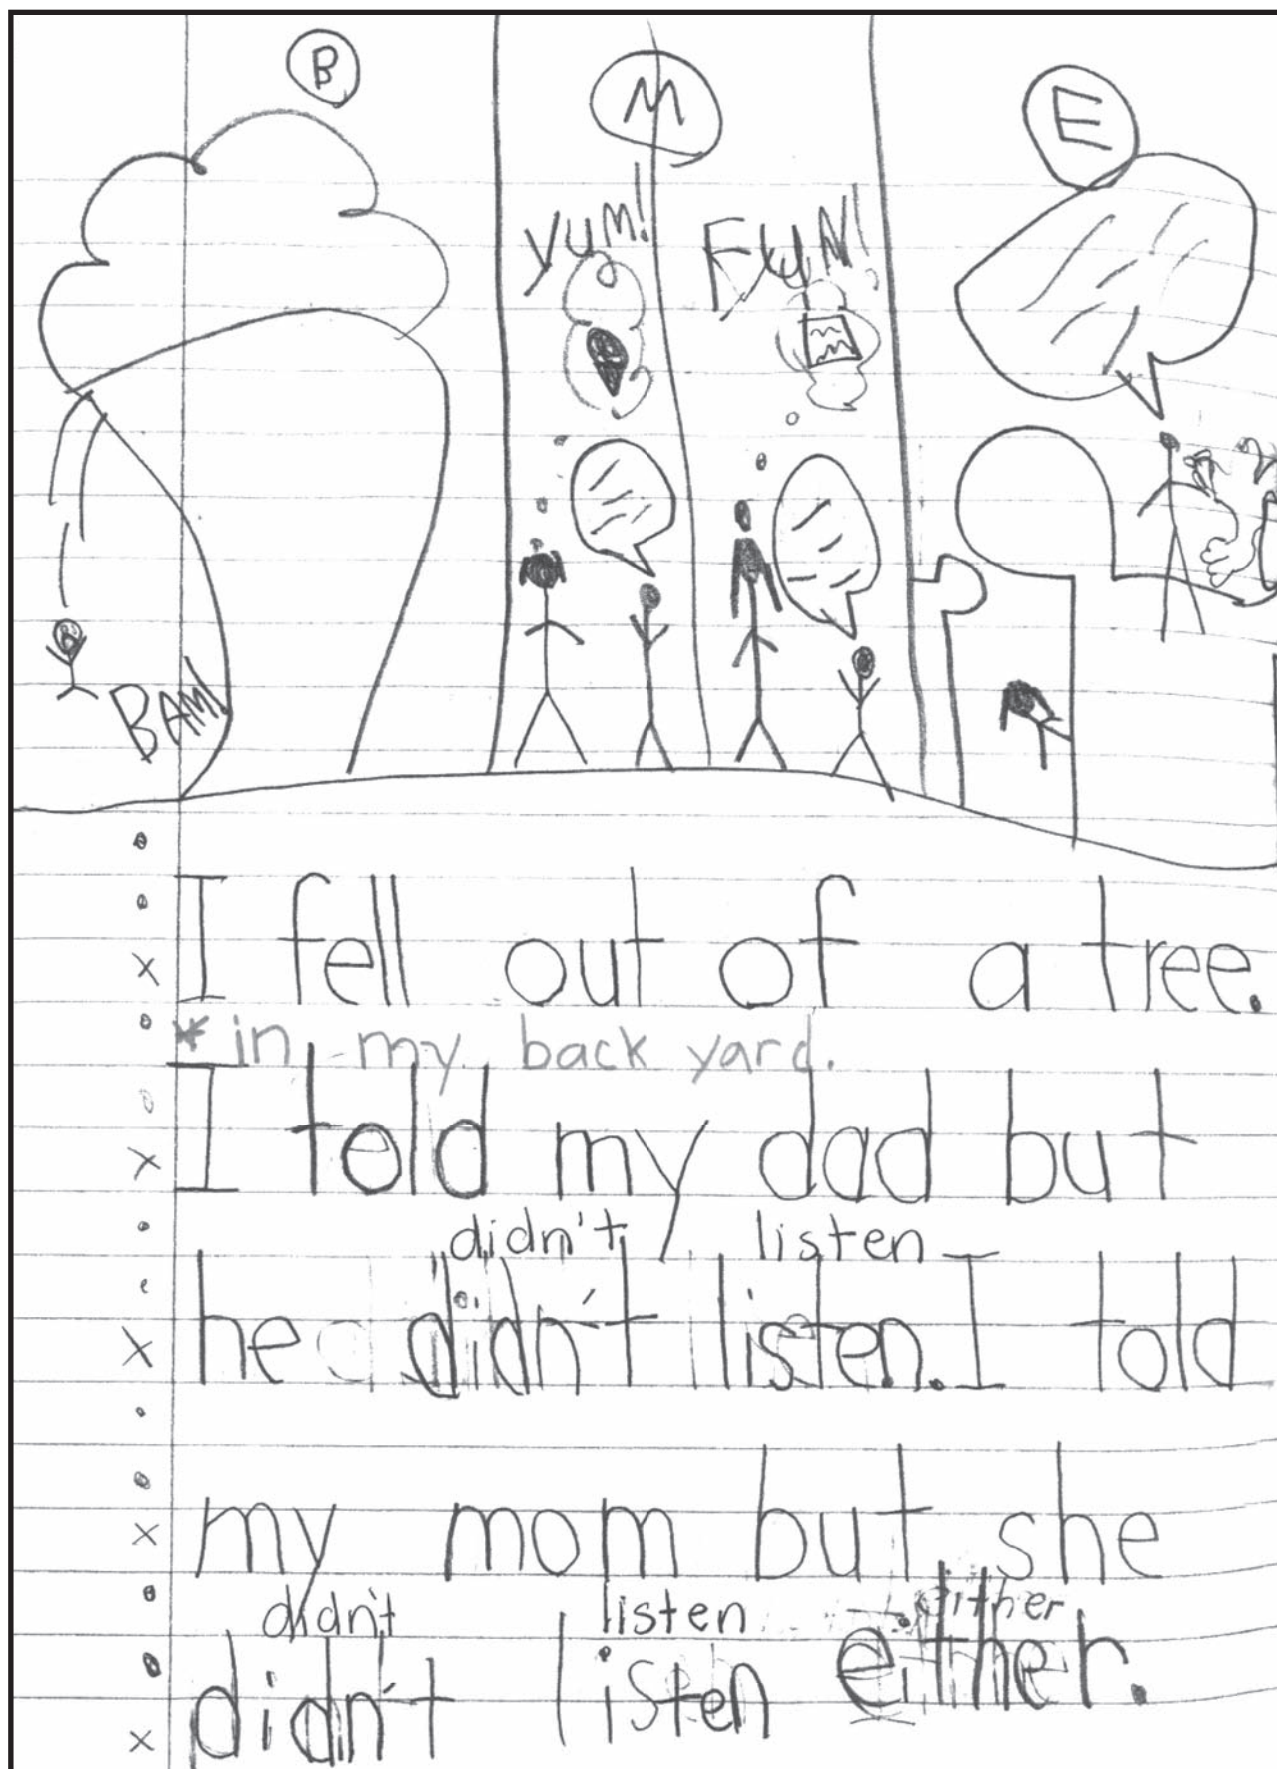 B M E
YUM! FUN!
BAM!
I fell out of a tree.
* in my back yard.
I told my dad but
didn't listen
he didn't listen. I told
my mom but she
didn't listen either
didn't listen either.